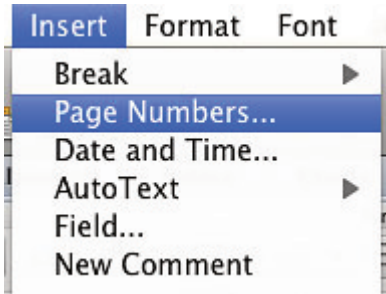 Insert Format Font
Break
Page Numbers...
Date and Time...
AutoText
Field...
New Comment